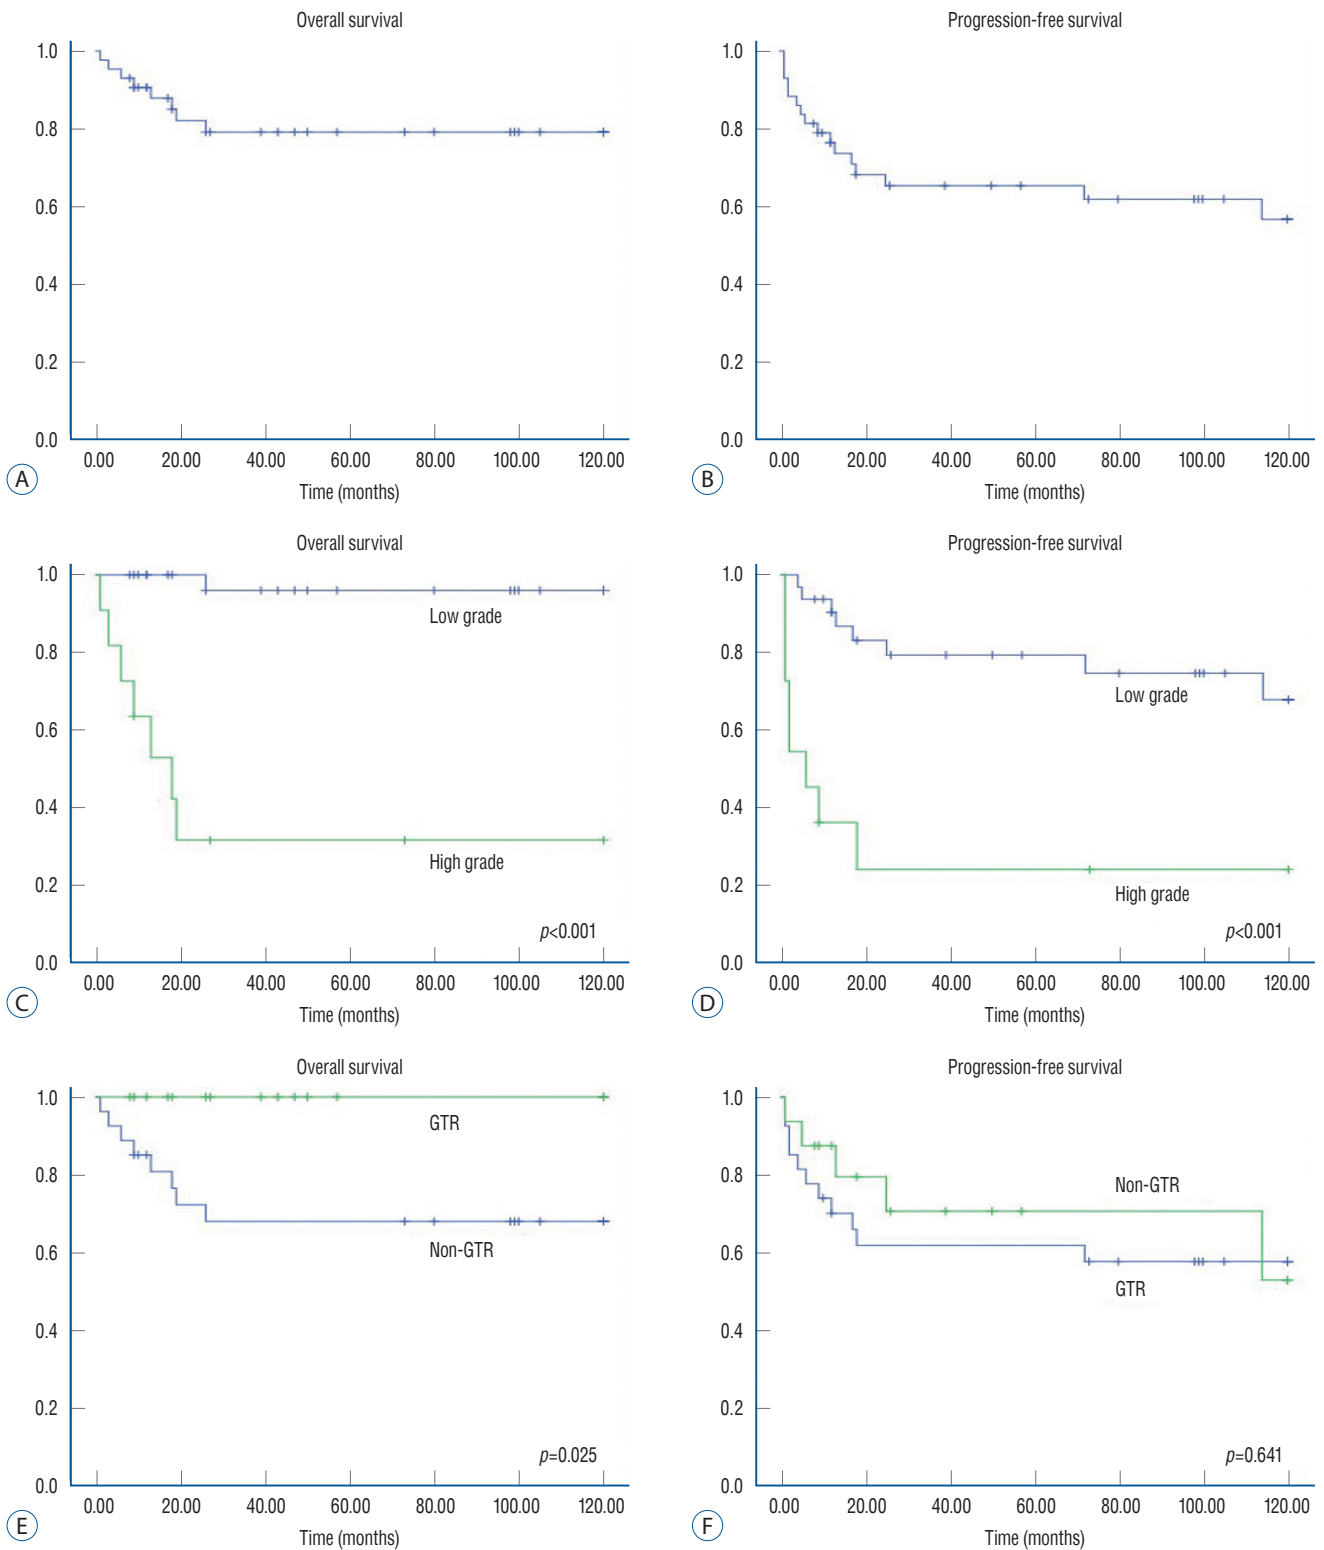 Overall survival
1.0
0.8
0.6
0.4
0.2
0.0
0.00 20.00 40.00 60.00 80.00 100.00 120.00
Time (months)
A
Progression-free survival
1.0
0.8
0.6
0.4
0.2
0.0
0.00 20.00 40.00 60.00 80.00 100.00 120.00
Time (months)
B
Overall survival
1.0
0.8
0.6
0.4
0.2
0.0
Low grade
High grade
p<0.001
0.00 20.00 40.00 60.00 80.00 100.00 120.00
Time (months)
C
Progression-free survival
1.0
0.8
0.6
0.4
0.2
0.0
Low grade
High grade
p<0.001
0.00 20.00 40.00 60.00 80.00 100.00 120.00
Time (months)
D
Overall survival
1.0
0.8
0.6
0.4
0.2
0.0
GTR
Non-GTR
p=0.025
0.00 20.00 40.00 60.00 80.00 100.00 120.00
Time (months)
E
Progression-free survival
1.0
0.8
0.6
0.4
0.2
0.0
Non-GTR
GTR
p=0.641
0.00 20.00 40.00 60.00 80.00 100.00 120.00
Time (months)
F